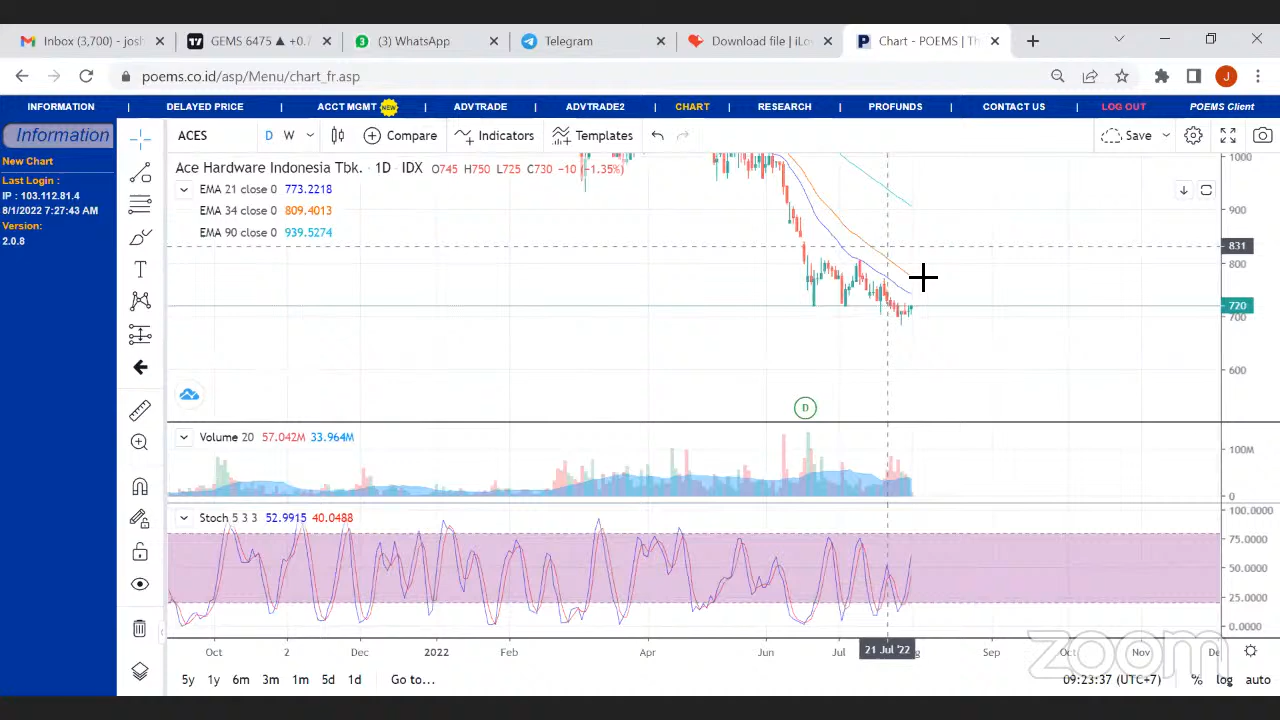 Inbox (3,700) - josh
GEMS 6475 ▲ +0.7
(3) WhatsApp
Telegram
Download file | iLov
Chart - POEMS | Th
poems.co.id/asp/Menu/chart_fr.asp
J
INFORMATION | DELAYED PRICE | ACCT MGMT NEW | ADVTRADE | ADVTRADE2 | CHART | RESEARCH | PROFUNDS | CONTACT US | LOG OUT POEMS Client
Information
New Chart
Last Login :
IP : 103.112.81.4
8/1/2022 7:27:43 AM
Version:
2.0.8
ACES D W Compare Indicators Templates Save
Ace Hardware Indonesia Tbk. · 1D · IDX O745 H750 L725 C730 −10 (−1.35%)
EMA 21 close 0 773.2218
EMA 34 close 0 809.4013
EMA 90 close 0 939.5274
1000
900
831
800
720
700
600
D
Volume 20 57.042M 33.964M
100M
0
Stoch 5 3 3 52.9915 40.0488
100.0000
75.0000
50.0000
25.0000
0.0000
Oct 2 Dec 2022 Feb Apr Jun Jul 21 Jul '22 Sep Oct Nov De
zoom
5y 1y 6m 3m 1m 5d 1d Go to... 09:23:37 (UTC+7) % log auto